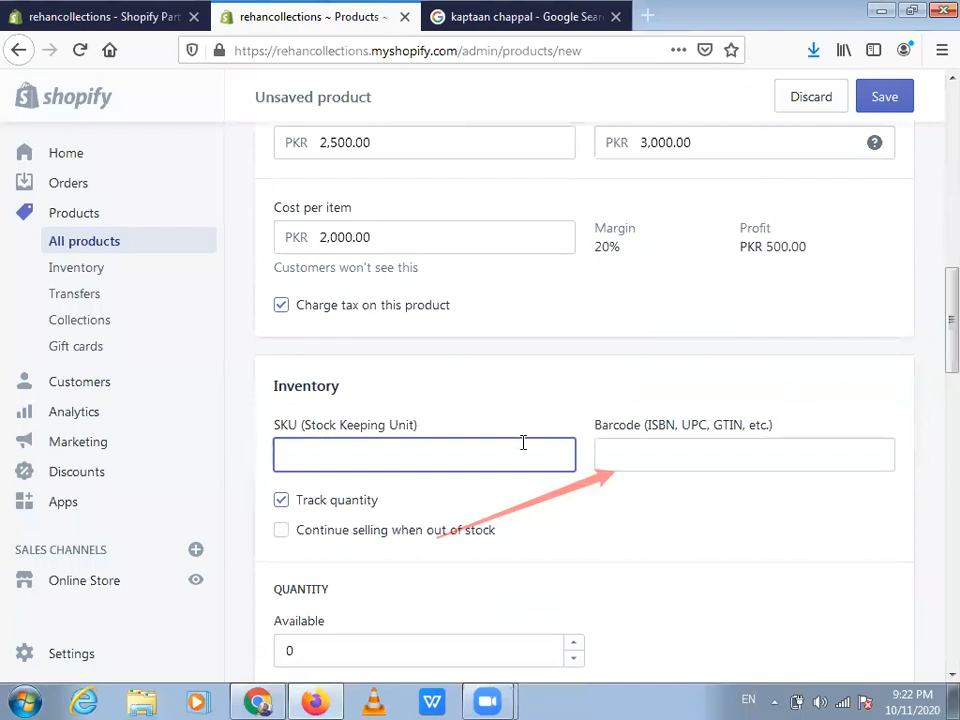 rehancollections - Shopify Part
rehancollections ~ Products ~
kaptaan chappal - Google Sear
https://rehancollections.myshopify.com/admin/products/new
shopify
Unsaved product
Discard
Save
Home
Orders
Products
All products
Inventory
Transfers
Collections
Gift cards
Customers
Analytics
Marketing
Discounts
Apps
SALES CHANNELS
Online Store
Settings
PKR 2,500.00
PKR 3,000.00
Cost per item
PKR 2,000.00
Customers won't see this
Margin
20%
Profit
PKR 500.00
Charge tax on this product
Inventory
SKU (Stock Keeping Unit)
Barcode (ISBN, UPC, GTIN, etc.)
Track quantity
Continue selling when out of stock
QUANTITY
Available
0
EN
9:22 PM
10/11/2020